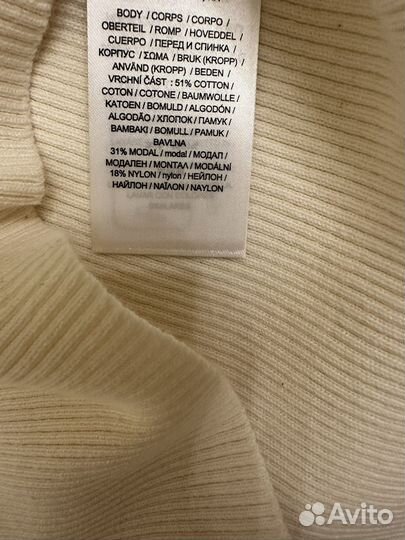 BODY / CORPS / CORPO /
OBERTEIL / ROMP / HOVEDDEL /
CUERPO / ПЕРЕД И СПИНКА /
КОРПУС / ΣΩΜΑ / BRUK (KROPP) /
ANVÄND (KROPP) / BEDEN /
VRCHNÍ ČÁST : 51% COTTON /
COTON / COTONE / BAUMWOLLE /
KATOEN / BOMULD / ALGODÓN /
ALGODÃO / ХЛОПОК / ПАМУК /
BAMBAKI / BOMULL / PAMUK /
BAVLNA
31% MODAL / modal / МОДАЛ /
МОДАЛЕН / ΜΟΝΤΑΛ / MODÁLNÍ
18% NYLON / nylon / НЕЙЛОН /
НАЙЛОН / ΝΑΪΛΟΝ / NAYLON
Avito